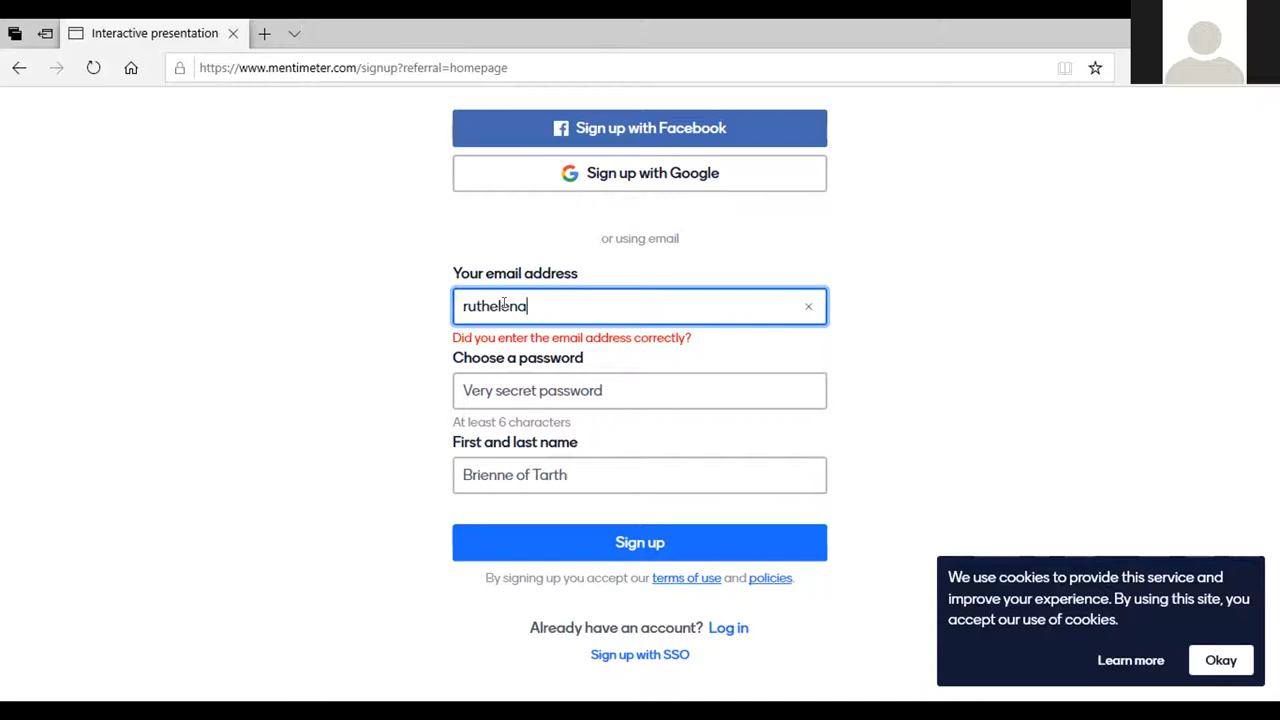 Interactive presentation
https://www.mentimeter.com/signup?referral=homepage
Sign up with Facebook
Sign up with Google
or using email
Your email address
ruthelena
Did you enter the email address correctly?
Choose a password
Very secret password
At least 6 characters
First and last name
Brienne of Tarth
Sign up
By signing up you accept our terms of use and policies.
Already have an account? Log in
Sign up with SSO
We use cookies to provide this service and
improve your experience. By using this site, you
accept our use of cookies.
Learn more
Okay